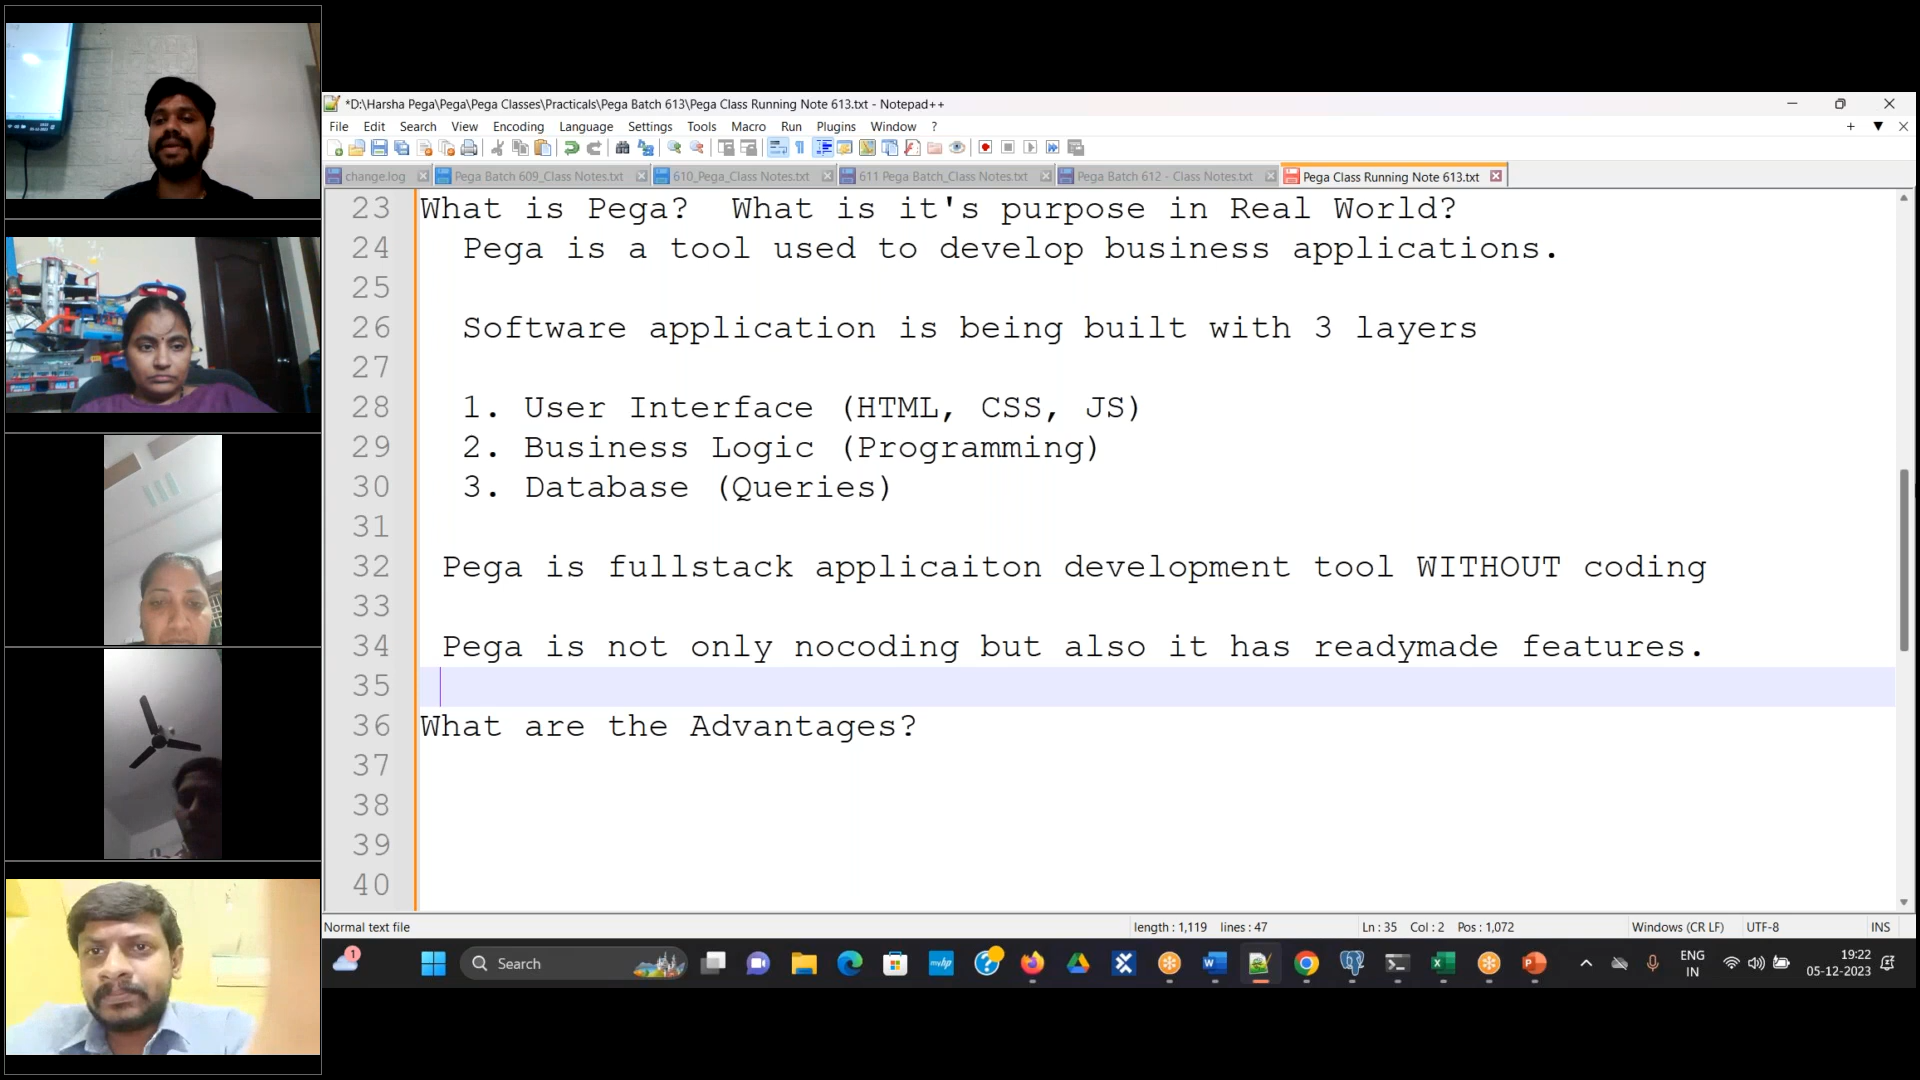 *D:\Harsha Pega\Pega\Pega Classes\Practicals\Pega Batch 613\Pega Class Running Note 613.txt - Notepad++
File Edit Search View Encoding Language Settings Tools Macro Run Plugins Window ?
change.log Pega Batch 609_Class Notes.txt 610_Pega_Class Notes.txt 611 Pega Batch_Class Notes.txt Pega Batch 612 - Class Notes.txt Pega Class Running Note 613.txt
23 What is Pega? What is it's purpose in Real World?
24 Pega is a tool used to develop business applications.
25
26 Software application is being built with 3 layers
27
28 1. User Interface (HTML, CSS, JS)
29 2. Business Logic (Programming)
30 3. Database (Queries)
31
32 Pega is fullstack applicaiton development tool WITHOUT coding
33
34 Pega is not only nocoding but also it has readymade features.
35
36 What are the Advantages?
37
38
39
40
Normal text file length : 1,119 lines : 47 Ln : 35 Col : 2 Pos : 1,072 Windows (CR LF) UTF-8 INS
1 Search myhp ENG 19:22
IN 05-12-2023